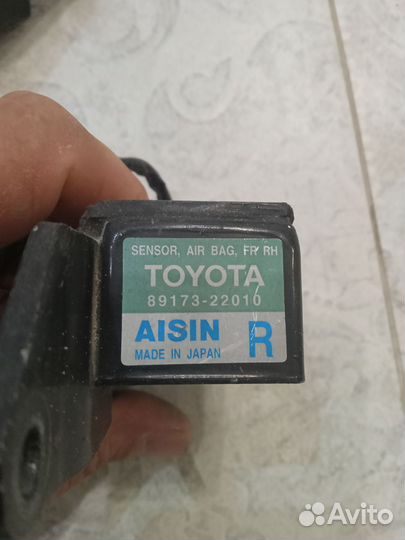 SENSOR, AIR BAG, FR RH
TOYOTA
89173-22010
AISIN R
MADE IN JAPAN
Avito